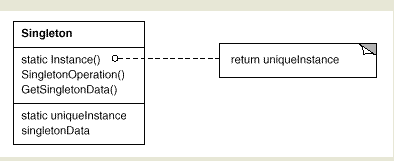 Singleton
static Instance()
SingletonOperation()
GetSingletonData()
return uniqueInstance
static uniqueInstance
singletonData